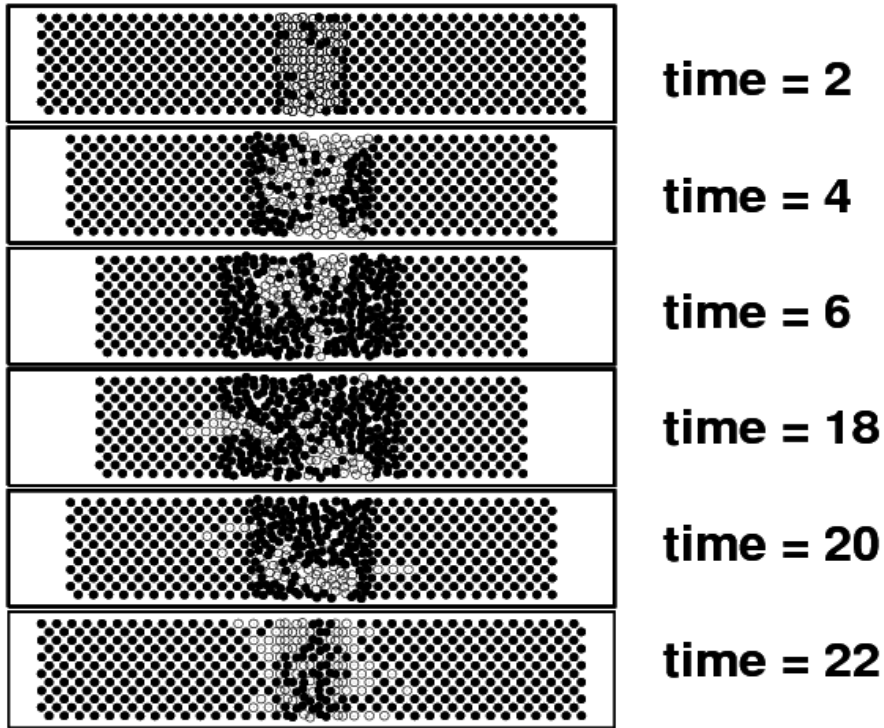 time = 2
time = 4
time = 6
time = 18
time = 20
time = 22